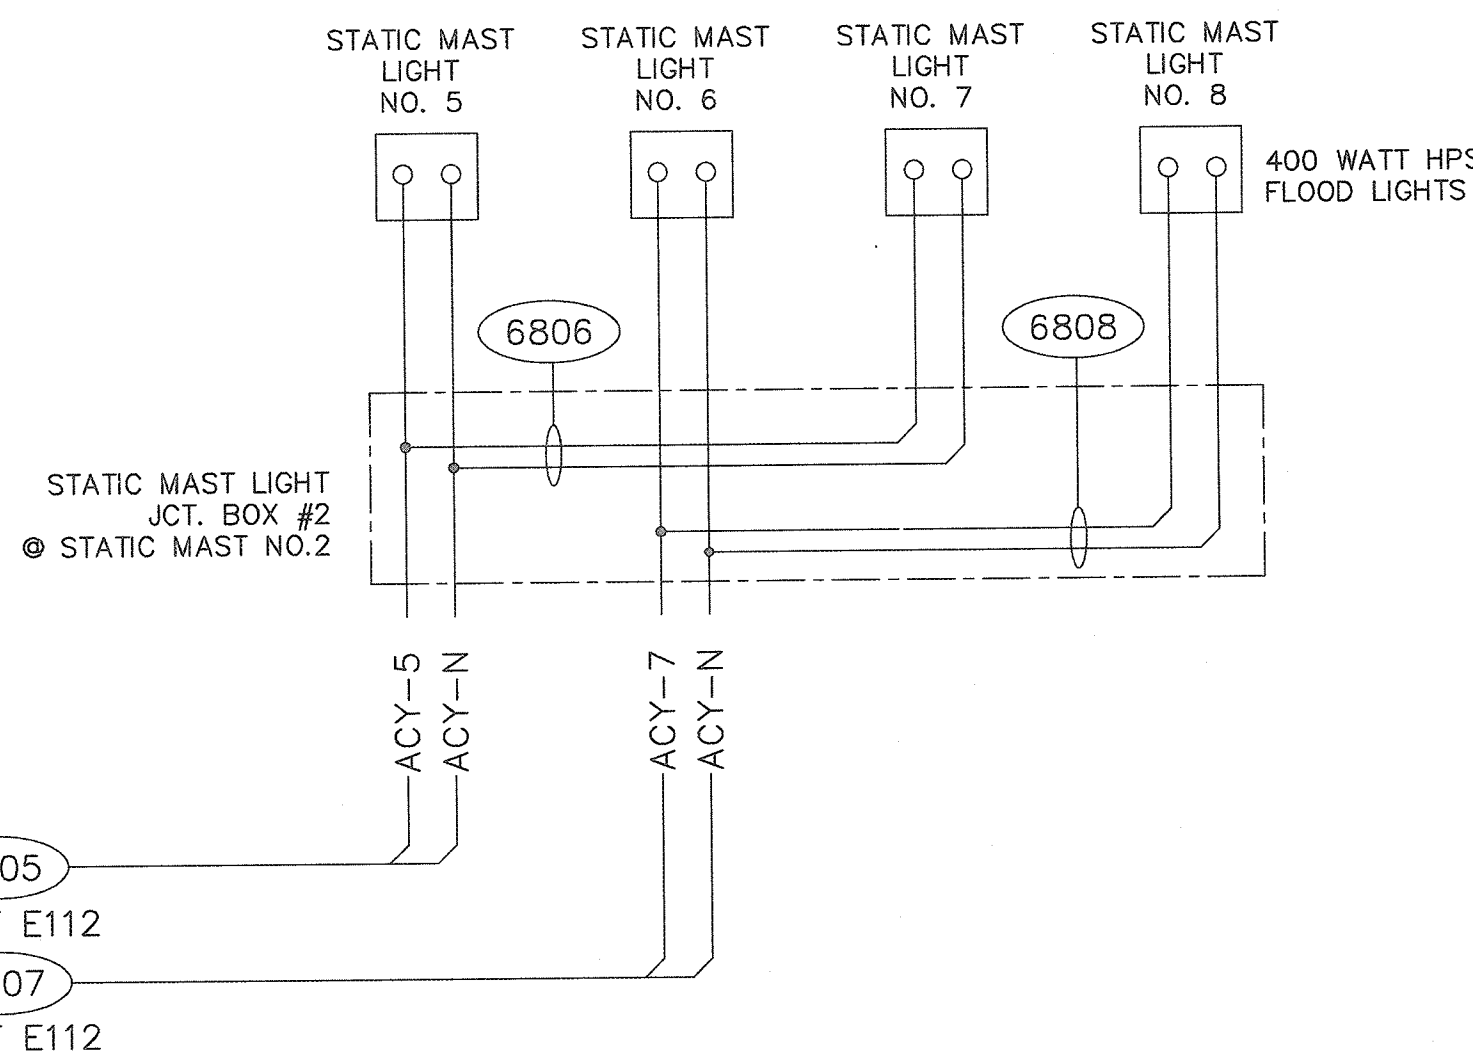 STATIC MAST
LIGHT
NO. 5
STATIC MAST
LIGHT
NO. 6
STATIC MAST
LIGHT
NO. 7
STATIC MAST
LIGHT
NO. 8
400 WATT HPS
FLOOD LIGHTS
6806
6808
STATIC MAST LIGHT
JCT. BOX #2
@ STATIC MAST NO.2
ACY-5
ACY-N
ACY-7
ACY-N
05
E112
07
E112